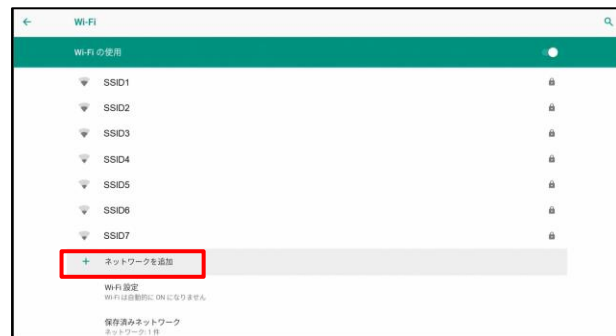 Wi-Fi
Wi-Fi の使用
SSID1
SSID2
SSID3
SSID4
SSID5
SSID6
SSID7
ネットワークを追加
Wi-Fi 設定
Wi-Fi は自動的に ON になりません
保存済みネットワーク
ネットワーク: 1 件